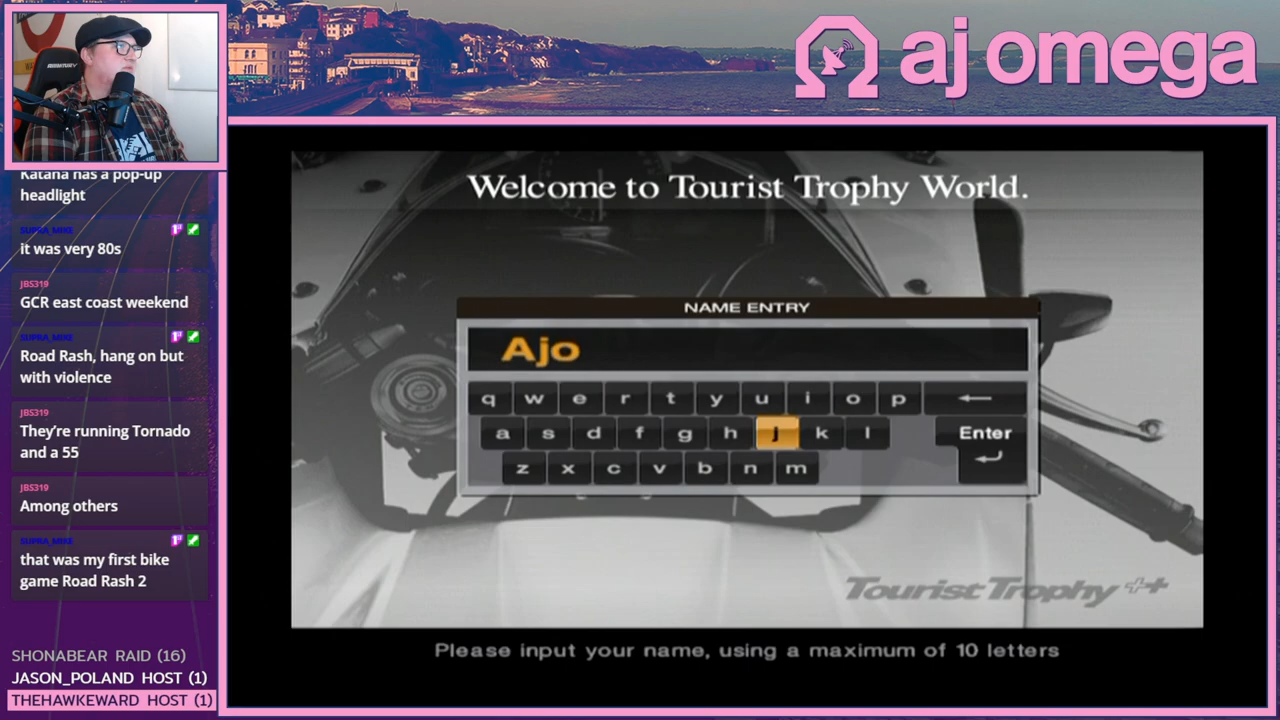 aj omega
Katana has a pop-up
headlight
SUPRA_MIKE
it was very 80s
JBS319
GCR east coast weekend
SUPRA_MIKE
Road Rash, hang on but
with violence
JBS319
They’re running Tornado
and a 55
JBS319
Among others
SUPRA_MIKE
that was my first bike
game Road Rash 2
SHONABEAR RAID (16)
JASON_POLAND HOST (1)
THEHAWKEWARD HOST (1)
Welcome to Tourist Trophy World.
NAME ENTRY
Ajo
q w e r t y u i o p ←
a s d f g h j k l Enter
z x c v b n m
Tourist Trophy ++
Please input your name, using a maximum of 10 letters